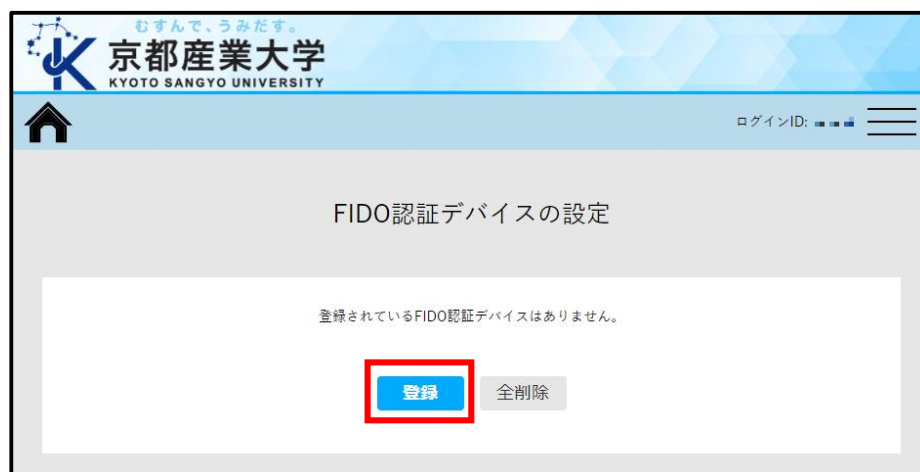 むすんで、うみだす。
京都産業大学
KYOTO SANGYO UNIVERSITY
ログインID:
FIDO認証デバイスの設定
登録されているFIDO認証デバイスはありません。
登録 全削除